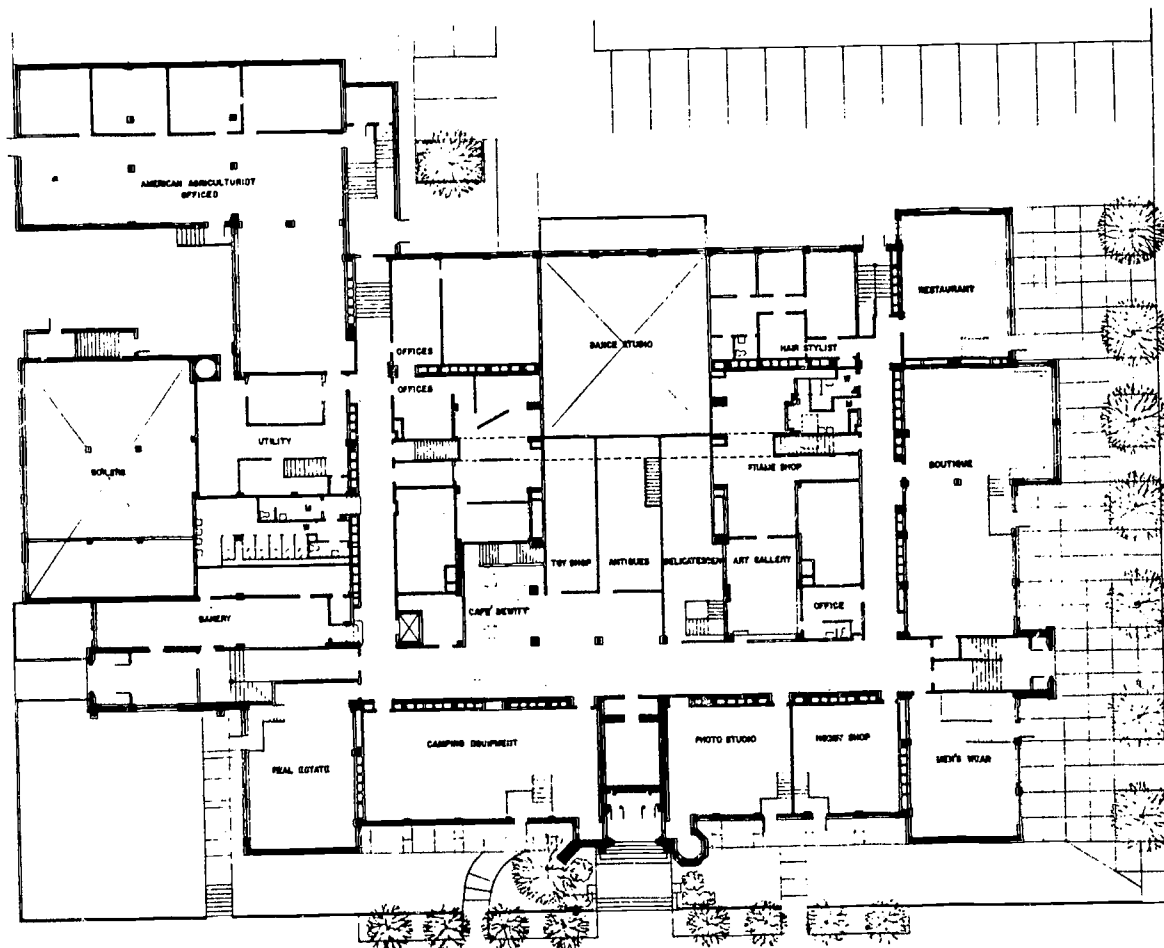 AMERICAN AGRICULTURIST
OFFICES
RESTAURANT
DANCE STUDIO
HAIR STYLIST
OFFICES
OFFICES
W
M
UTILITY
BOILERS
FRAME SHOP
BOUTIQUE
M
W
TOY SHOP
ANTIQUES
DELICATESSEN
ART GALLERY
BAKERY
CAFE DEWITT
OFFICE
CAMPING EQUIPMENT
PHOTO STUDIO
HOBBY SHOP
REAL ESTATE
MEN'S WEAR